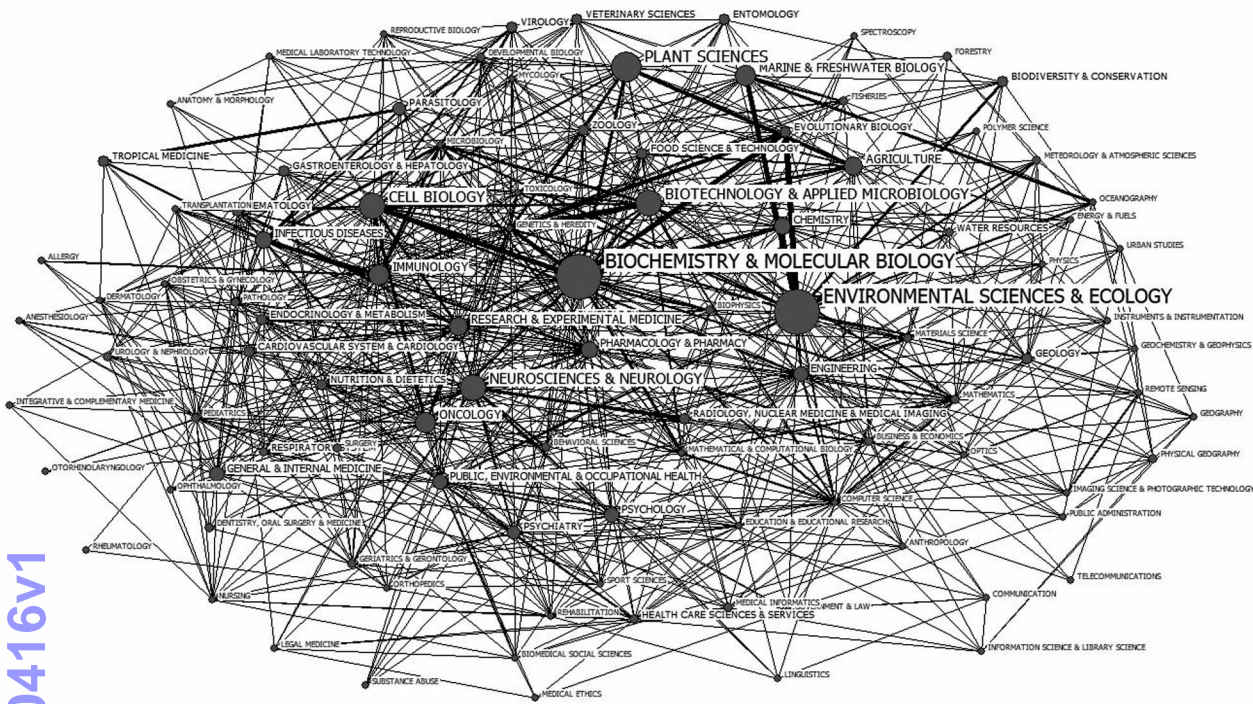 VETERINARY SCIENCES
ENTOMOLOGY
VIROLOGY
REPRODUCTIVE BIOLOGY
SPECTROSCOPY
MEDICAL LABORATORY TECHNOLOGY
DEVELOPMENTAL BIOLOGY
PLANT SCIENCES
FORESTRY
MARINE & FRESHWATER BIOLOGY
MYCOLOGY
BIODIVERSITY & CONSERVATION
ANATOMY & MORPHOLOGY
PARASITOLOGY
FISHERIES
ZOOLOGY
EVOLUTIONARY BIOLOGY
POLYMER SCIENCE
MICROBIOLOGY
FOOD SCIENCE & TECHNOLOGY
TROPICAL MEDICINE
GASTROENTEROLOGY & HEPATOLOGY
AGRICULTURE
METEOROLOGY & ATMOSPHERIC SCIENCES
TOXICOLOGY
CELL BIOLOGY
BIOTECHNOLOGY & APPLIED MICROBIOLOGY
OCEANOGRAPHY
TRANSPLANTATION
EMATOLOGY
GENETICS & HEREDITY
CHEMISTRY
ENERGY & FUELS
INFECTIOUS DISEASES
WATER RESOURCES
URBAN STUDIES
ALLERGY
IMMUNOLOGY
BIOCHEMISTRY & MOLECULAR BIOLOGY
PHYSICS
OBSTETRICS & GYNECOLOGY
DERMATOLOGY
PATHOLOGY
ENVIRONMENTAL SCIENCES & ECOLOGY
BIOPHYSICS
ANESTHESIOLOGY
ENDOCRINOLOGY & METABOLISM
RESEARCH & EXPERIMENTAL MEDICINE
INSTRUMENTS & INSTRUMENTATION
MATERIALS SCIENCE
CARDIOVASCULAR SYSTEM & CARDIOLOGY
PHARMACOLOGY & PHARMACY
UROLOGY & NEPHROLOGY
GEOLOGY
GEOCHEMISTRY & GEOPHYSICS
ENGINEERING
NUTRITION & DIETETICS
NEUROSCIENCES & NEUROLOGY
REMOTE SENSING
MATHEMATICS
INTEGRATIVE & COMPLEMENTARY MEDICINE
PEDIATRICS
ONCOLOGY
RADIOLOGY, NUCLEAR MEDICINE & MEDICAL IMAGING
GEOGRAPHY
BUSINESS & ECONOMICS
SURGERY
BEHAVIORAL SCIENCES
RESPIRATORY SYSTEM
MATHEMATICAL & COMPUTATIONAL BIOLOGY
OPTICS
PHYSICAL GEOGRAPHY
OTORHINOLARYNGOLOGY
GENERAL & INTERNAL MEDICINE
PUBLIC, ENVIRONMENTAL & OCCUPATIONAL HEALTH
OPHTHALMOLOGY
IMAGING SCIENCE & PHOTOGRAPHIC TECHNOLOGY
COMPUTER SCIENCE
PSYCHOLOGY
PUBLIC ADMINISTRATION
DENTISTRY, ORAL SURGERY & MEDICINE
PSYCHIATRY
EDUCATION & EDUCATIONAL RESEARCH
ANTHROPOLOGY
RHEUMATOLOGY
GERIATRICS & GERONTOLOGY
TELECOMMUNICATIONS
ORTHOPEDICS
SPORT SCIENCES
NURSING
COMMUNICATION
MEDICAL INFORMATICS
& LAW
REHABILITATION
HEALTH CARE SCIENCES & SERVICES
LEGAL MEDICINE
INFORMATION SCIENCE & LIBRARY SCIENCE
BIOMEDICAL SOCIAL SCIENCES
LINGUISTICS
SUBSTANCE ABUSE
MEDICAL ETHICS
0416v1